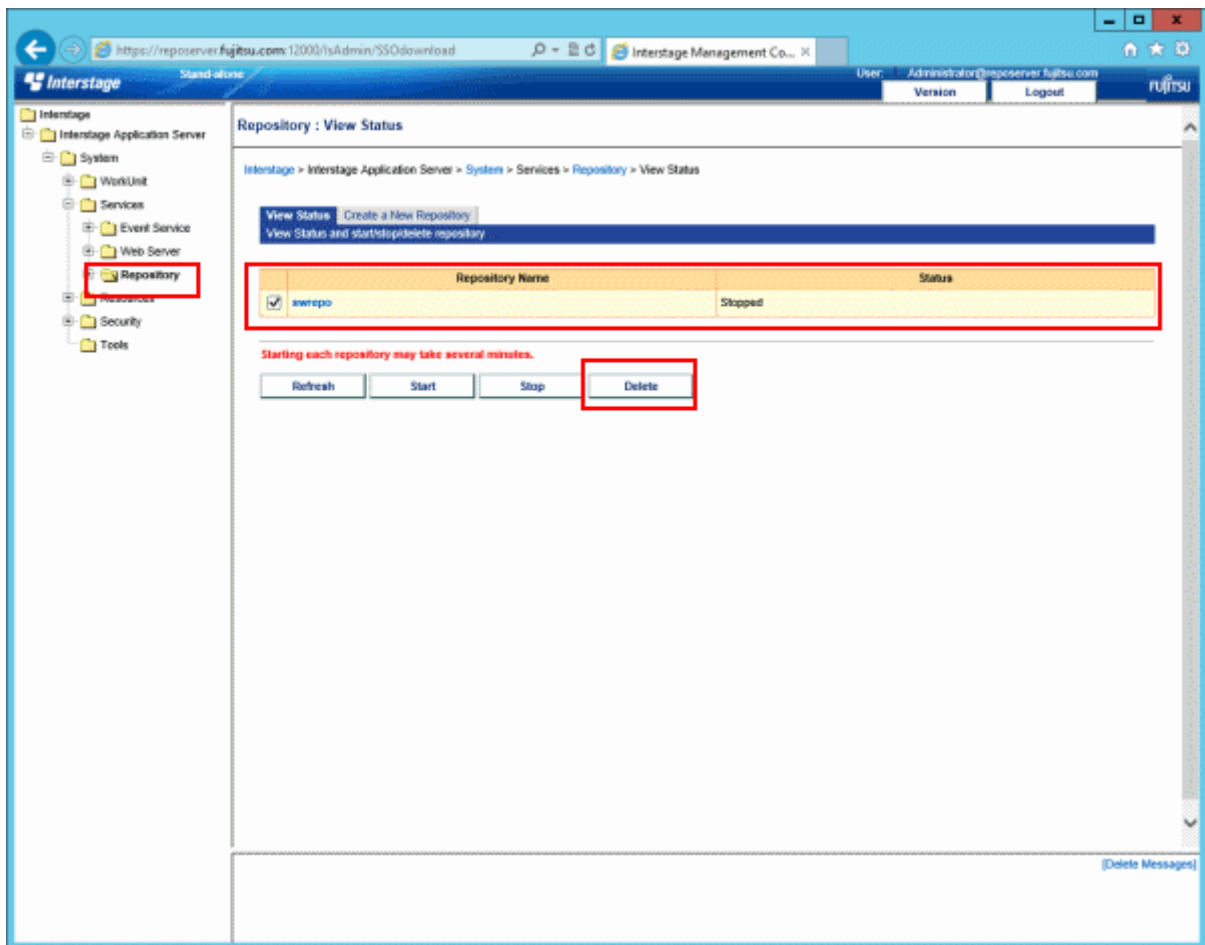 https://reposerver.fujitsu.com:12000/IsAdmin/SSOdownload
Interstage Management Co...
Interstage
Stand-alone
User: Administrator@reposerver.fujitsu.com
Version
Logout
FUJITSU
Interstage
Interstage Application Server
System
WorkUnit
Services
Event Service
Web Server
Repository
Resources
Security
Tools
Repository : View Status
Interstage > Interstage Application Server > System > Services > Repository > View Status
View Status Create a New Repository
View Status and start/stop/delete repository
Repository Name Status
swrepo Stopped
Starting each repository may take several minutes.
Refresh Start Stop Delete
[Delete Messages]